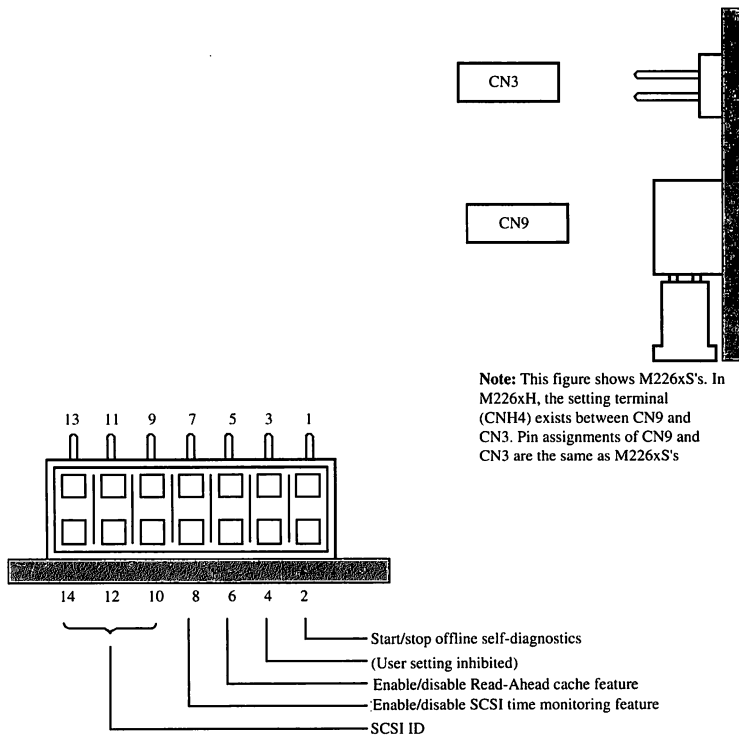 CN3
CN9
Note: This figure shows M226xS's. In
M226xH, the setting terminal
(CNH4) exists between CN9 and
CN3. Pin assignments of CN9 and
CN3 are the same as M226xS's
13 11 9 7 5 3 1
14 12 10 8 6 4 2
Start/stop offline self-diagnostics
(User setting inhibited)
Enable/disable Read-Ahead cache feature
Enable/disable SCSI time monitoring feature
SCSI ID